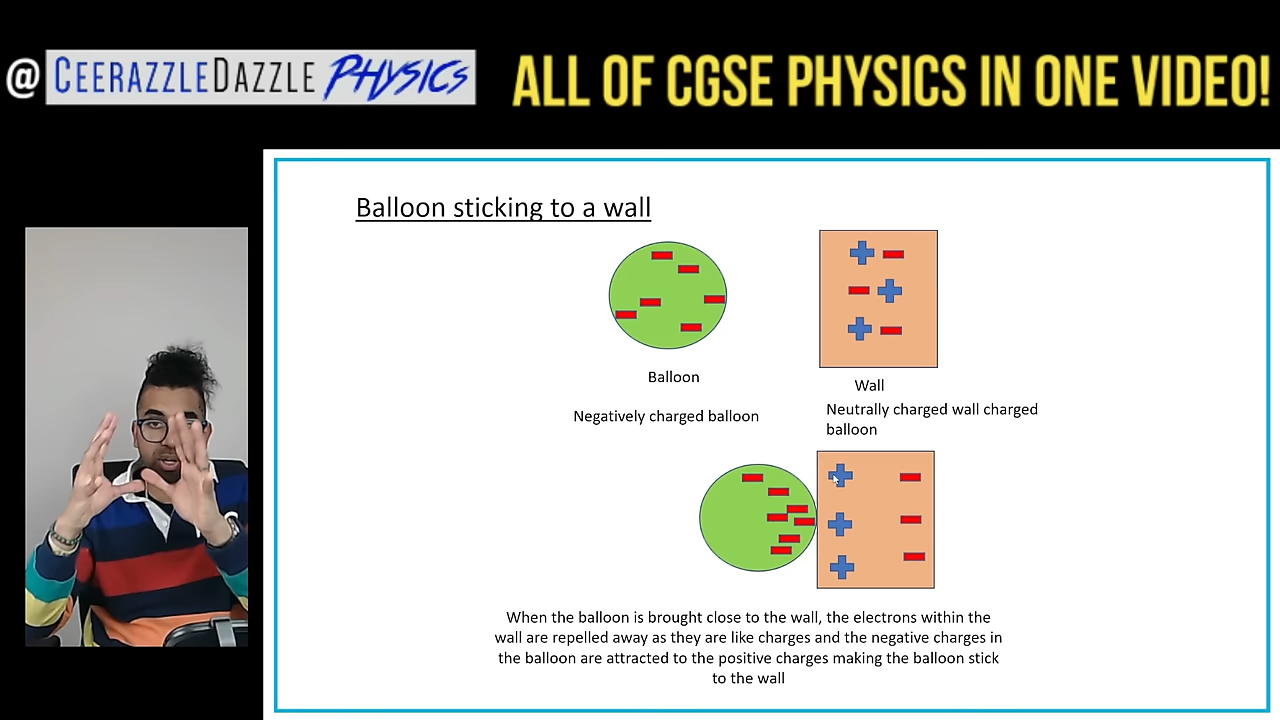 @ CEERAZZLEDAZZLE PHYSICS
ALL OF CGSE PHYSICS IN ONE VIDEO!
Balloon sticking to a wall
Balloon
Wall
Negatively charged balloon
Neutrally charged wall charged
balloon
When the balloon is brought close to the wall, the electrons within the
wall are repelled away as they are like charges and the negative charges in
the balloon are attracted to the positive charges making the balloon stick
to the wall